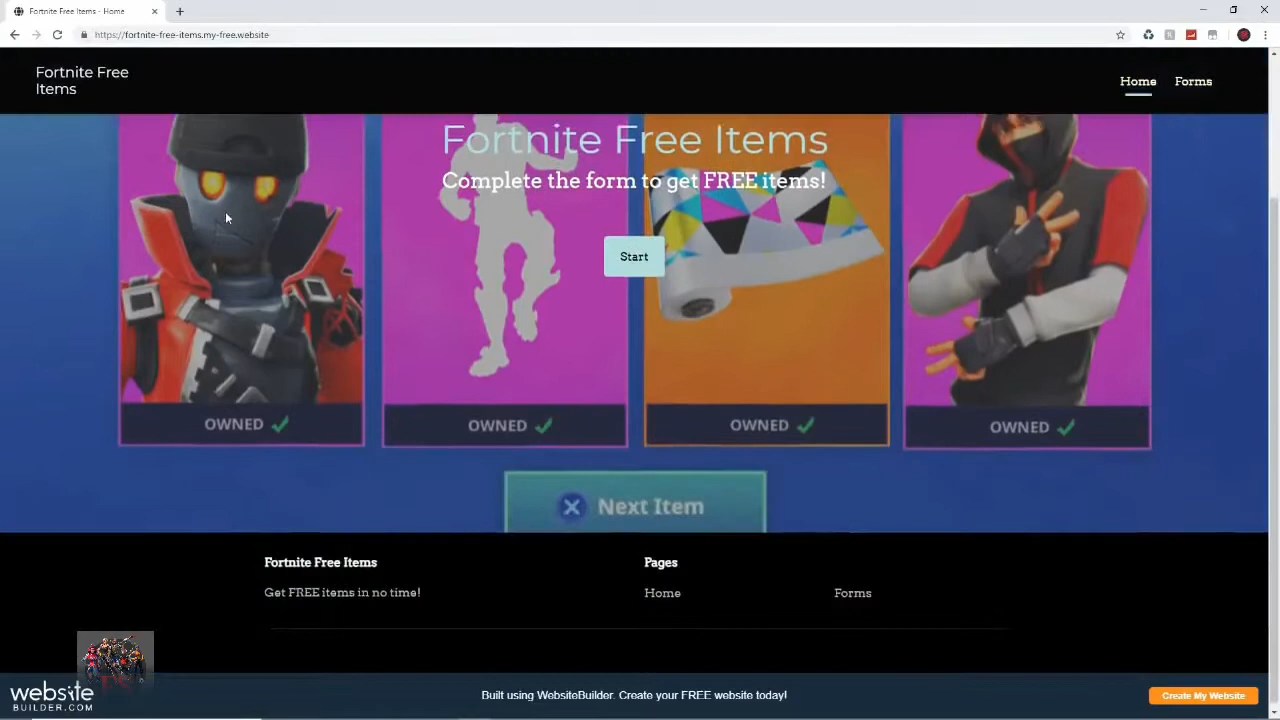 Fortnite Free Items - Home
https://fortnite-free-items.my-free.website
Fortnite Free
Items
Home
Forms
Fortnite Free Items
Complete the form to get FREE items!
Start
OWNED
OWNED
OWNED
OWNED
Next Item
Fortnite Free Items
Get FREE items in no time!
Pages
Home
Forms
website
BUILDER.COM
Built using WebsiteBuilder. Create your FREE website today!
Create My Website